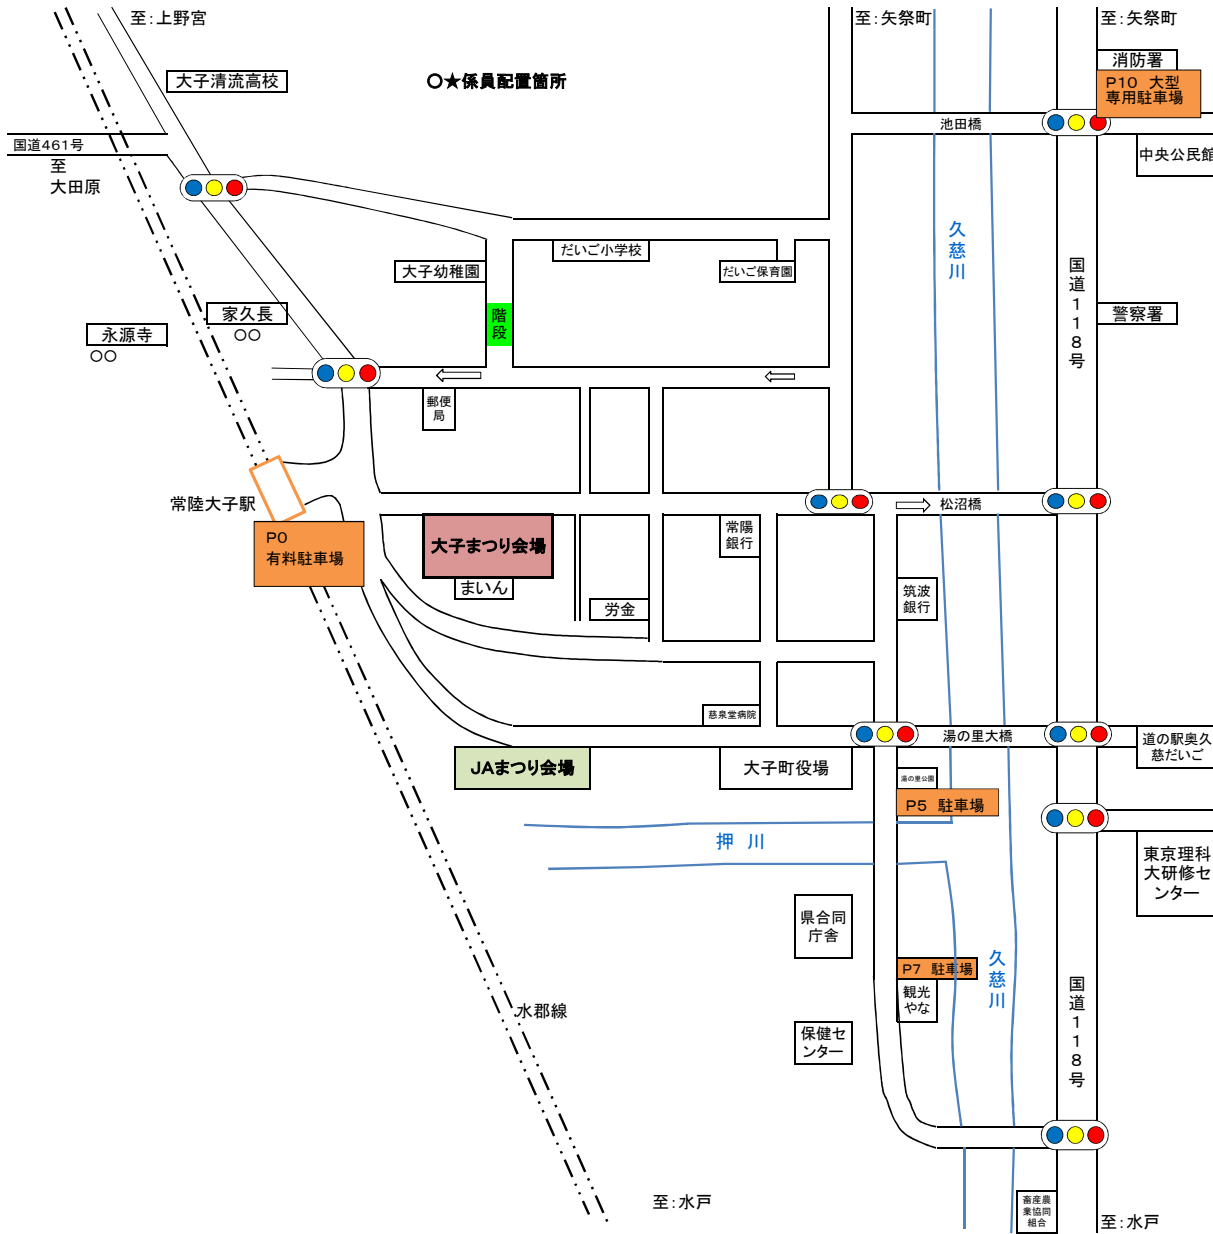 至：上野宮
至：矢祭町
至：矢祭町
大子清流高校
○★係員配置箇所
消防署
P10 大型
専用駐車場
池田橋
国道461号
至
大田原
中央公民館
久慈川
だいご小学校
大子幼稚園
だいご保育園
国道118号
階段
家久長
○○
永源寺
○○
警察署
郵便
局
常陸大子駅
松沼橋
P0
有料駐車場
大子まつり会場
常陽
銀行
まいん
労金
筑波
銀行
慈泉堂病院
湯の里大橋
道の駅奥久
慈だいご
JAまつり会場
大子町役場
湯の里公園
P5 駐車場
押 川
東京理科
大研修セ
ンター
県合同
庁舎
P7 駐車場
久慈川
観光
やな
国道118号
水郡線
保健セ
ンター
至：水戸
畜産農
業協同
組合
至：水戸